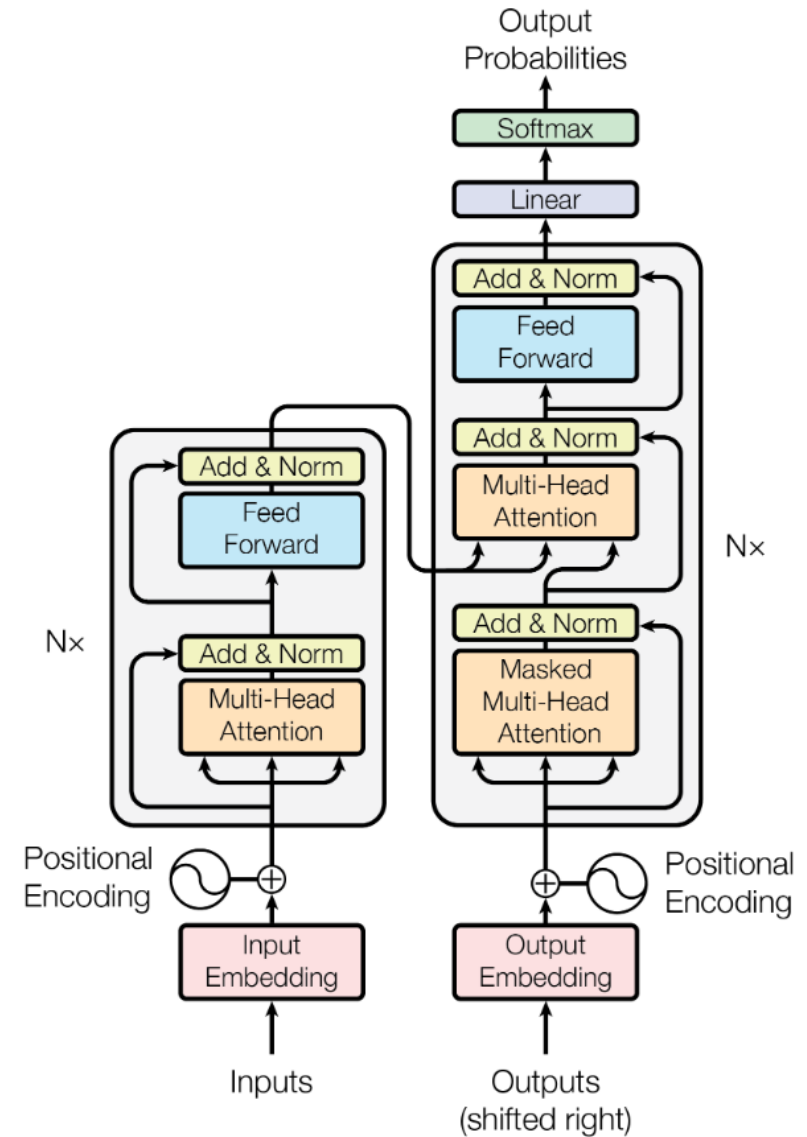 Output
Probabilities
Softmax
Linear
Add & Norm
Feed
Forward
Add & Norm
Multi-Head
Attention
Add & Norm
Masked
Multi-Head
Attention
N×
Add & Norm
Feed
Forward
Add & Norm
Multi-Head
Attention
N×
Positional
Encoding
Positional
Encoding
Input
Embedding
Output
Embedding
Inputs
Outputs
(shifted right)